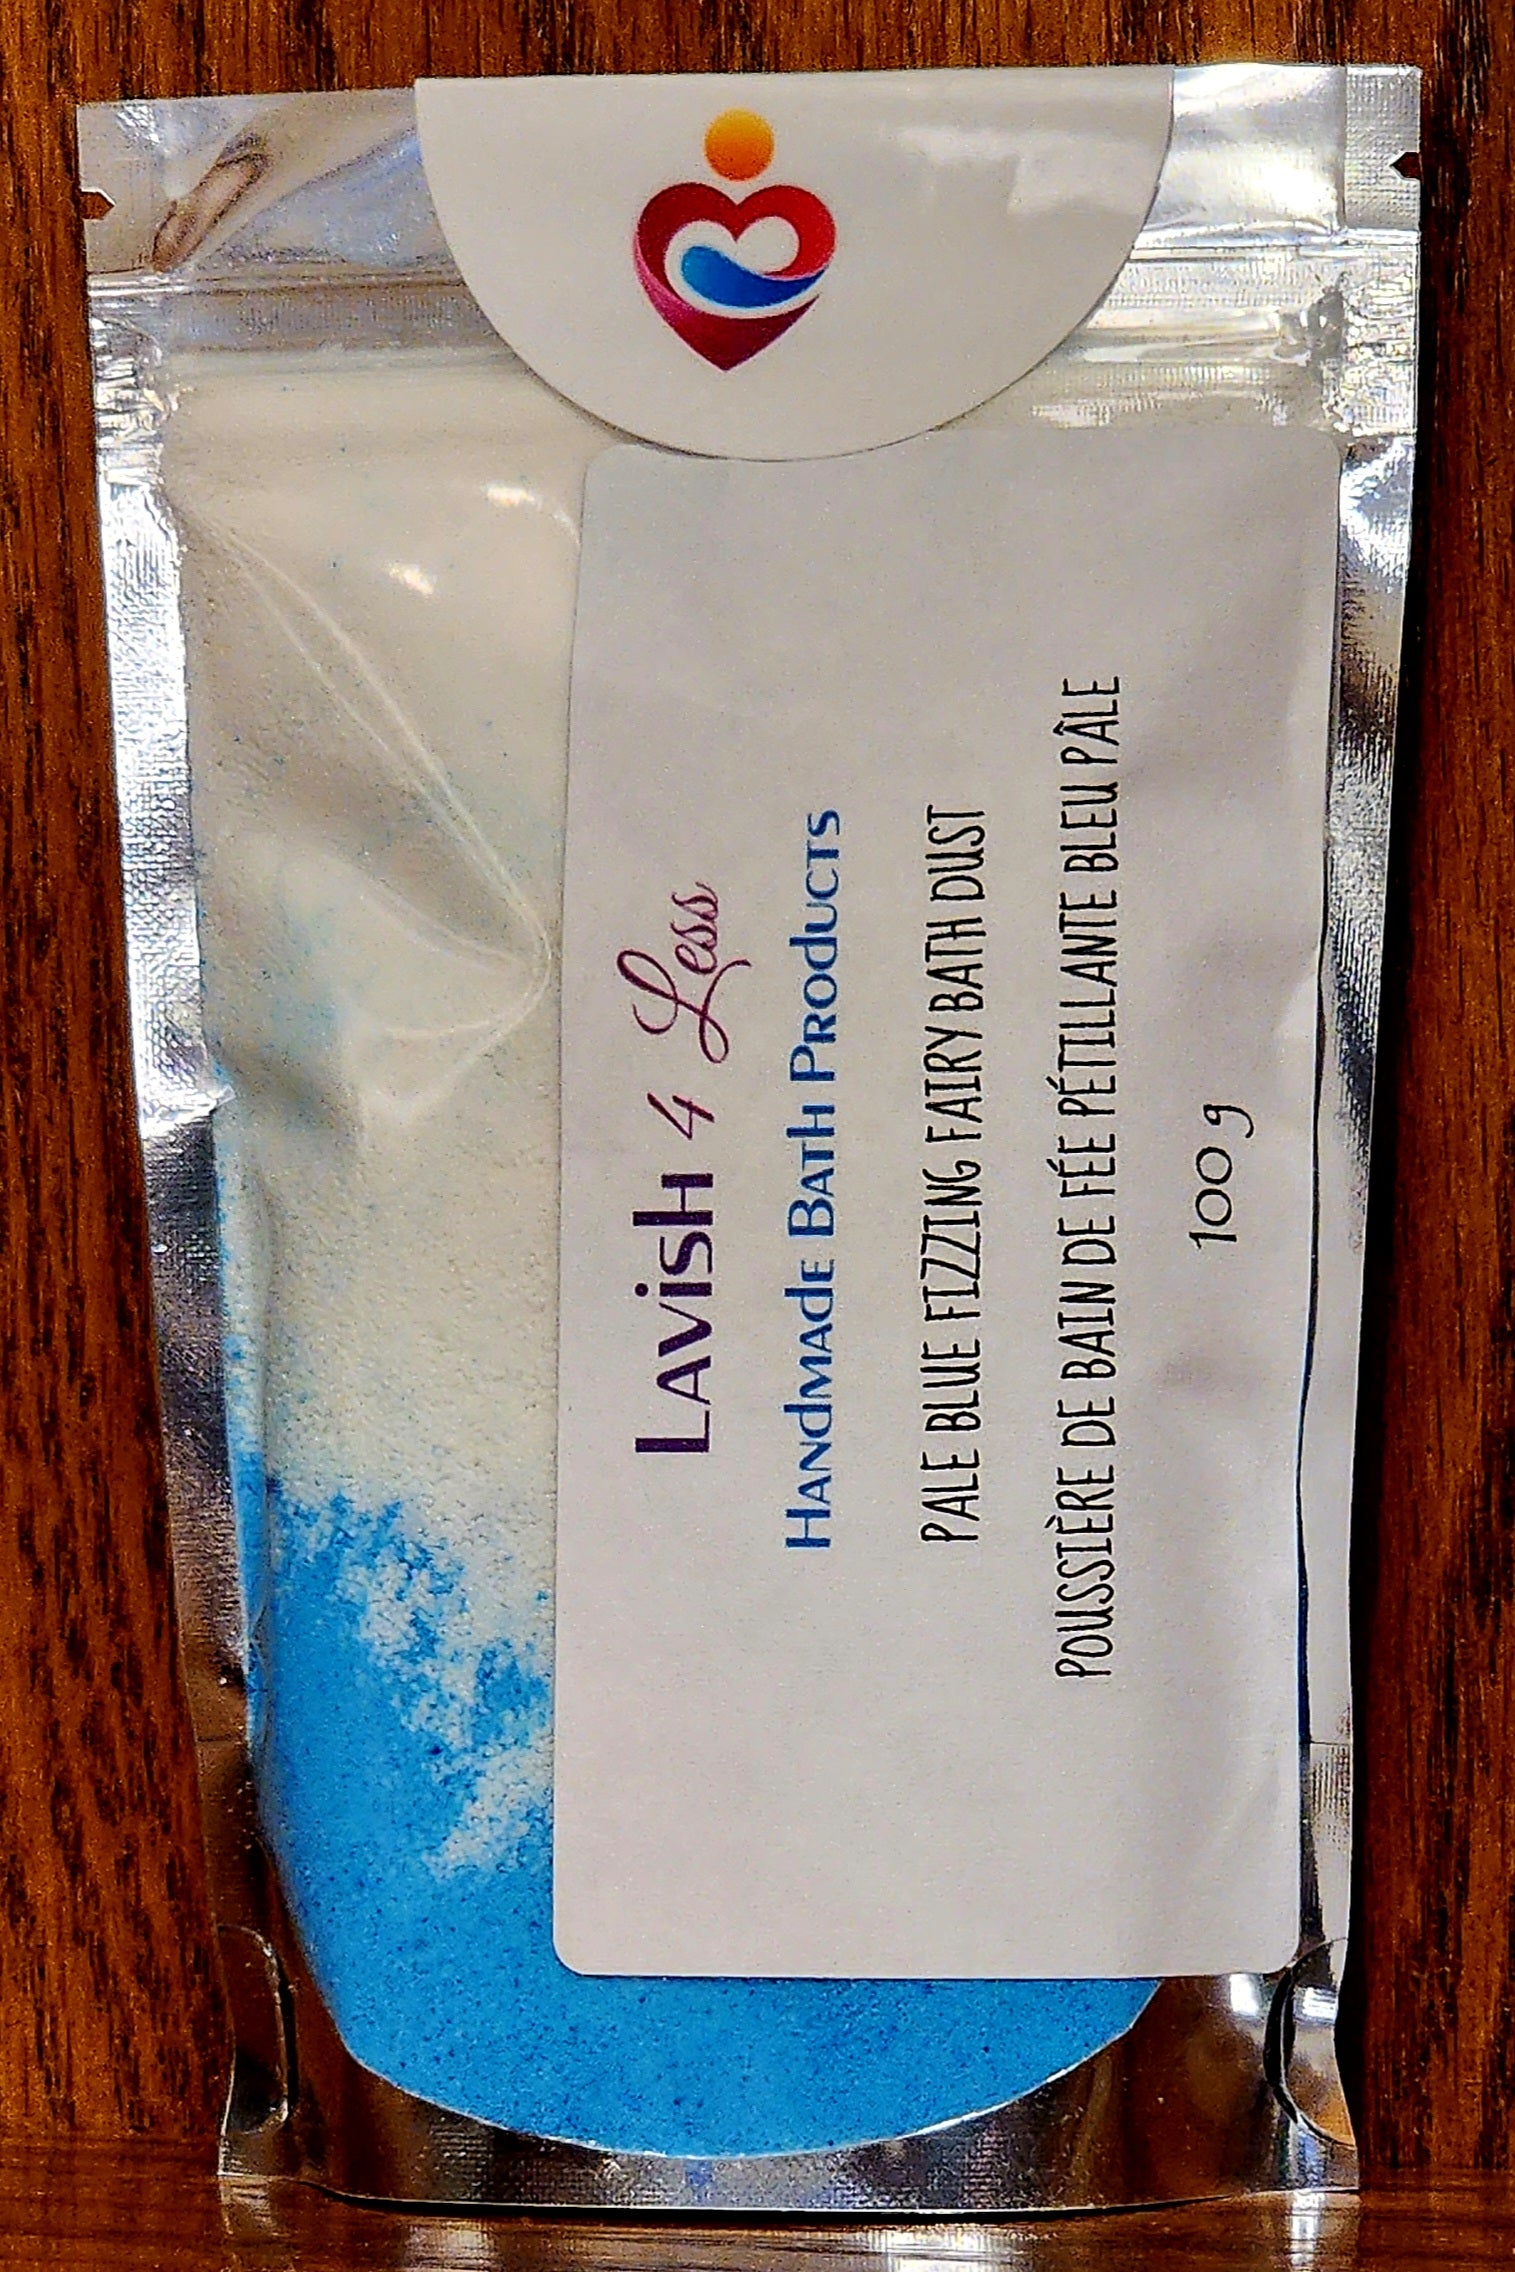 Lavish 4 Less
Handmade Bath Products
PALE BLUE FIZZING FAIRY BATH DUST
POUSSIÈRE DE BAIN DE FÉE PÉTILLANTE BLEU PÂLE
100 g